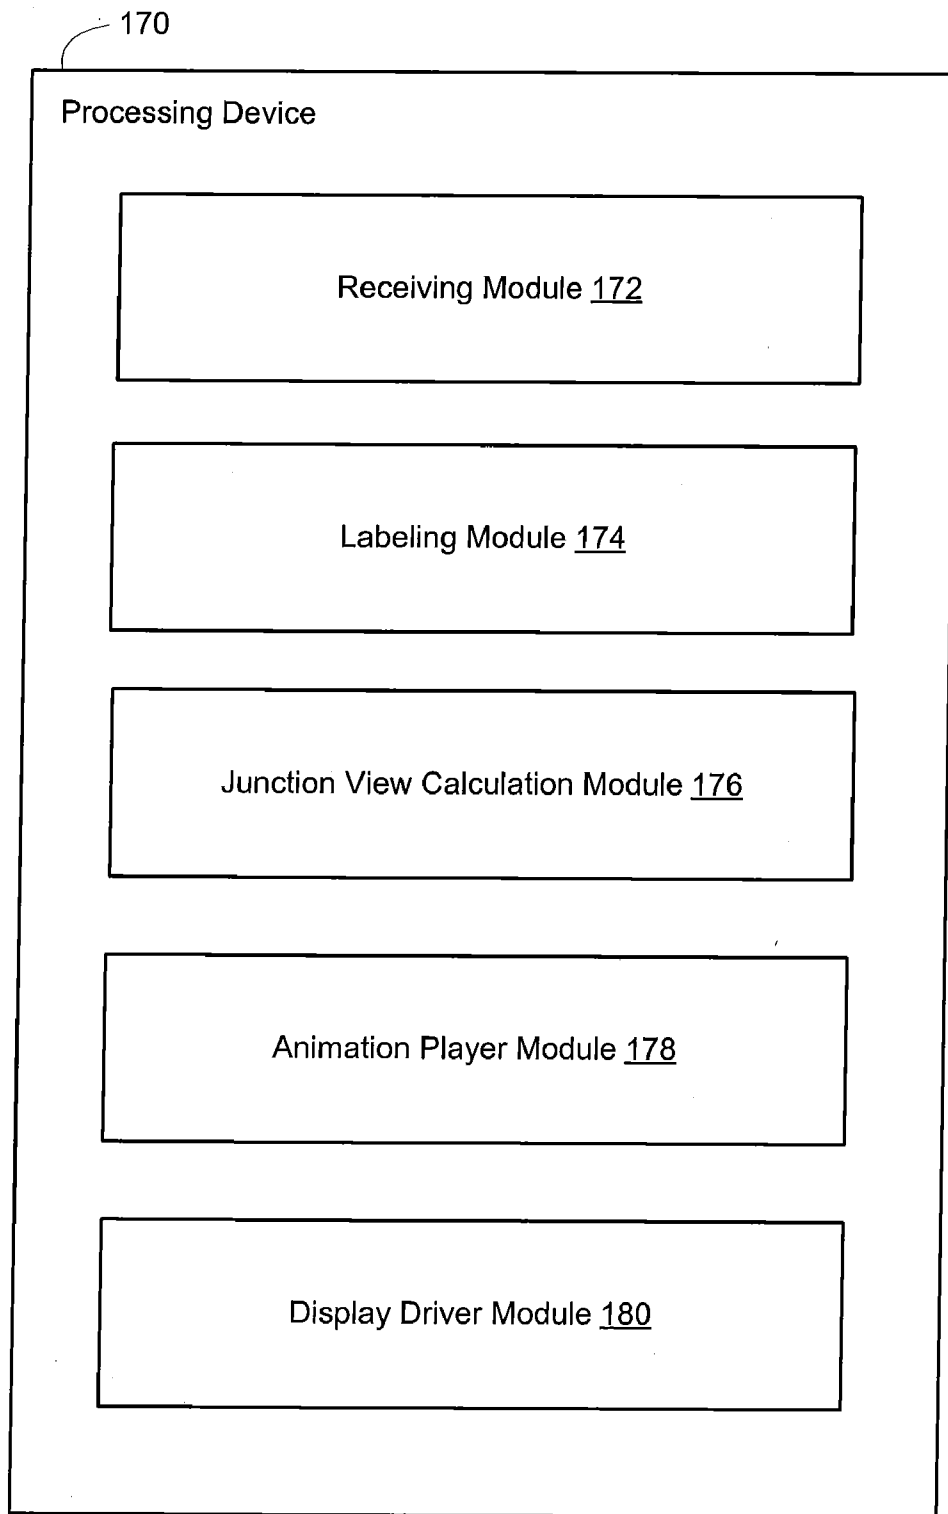 170
Processing Device
Receiving Module 172
Labeling Module 174
Junction View Calculation Module 176
Animation Player Module 178
Display Driver Module 180